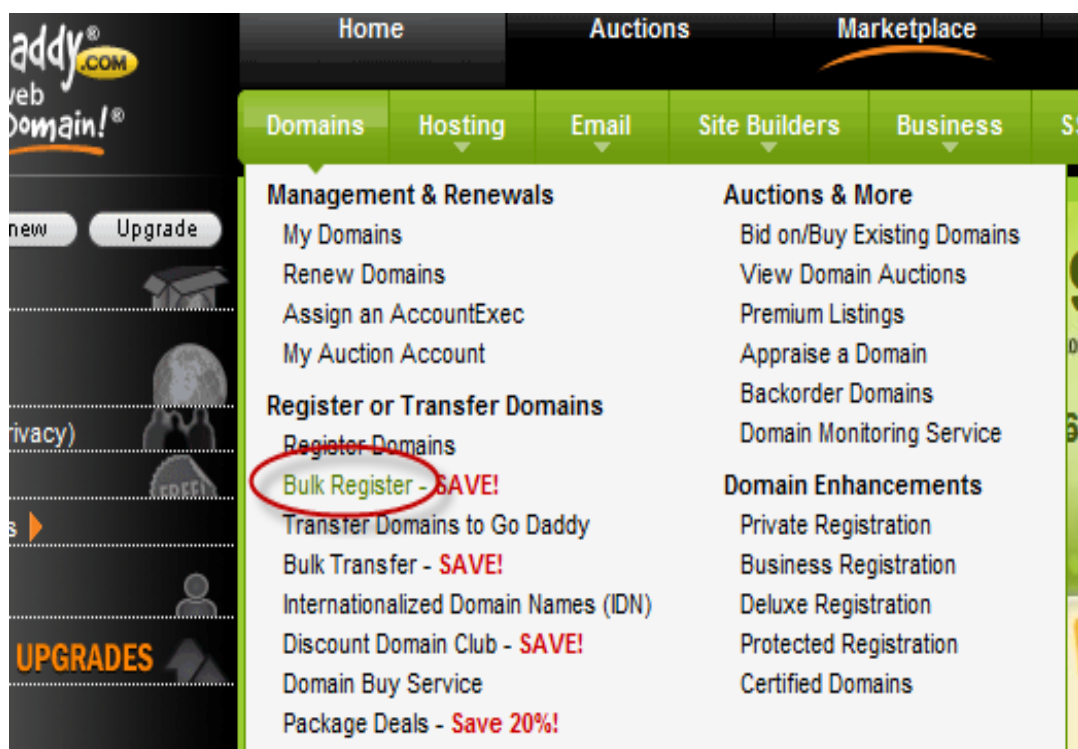 addy®
.COM
web
Domain!®
Home Auctions Marketplace
Domains Hosting Email Site Builders Business
new Upgrade
rivacy)
FREE!
s
UPGRADES
Management & Renewals
My Domains
Renew Domains
Assign an AccountExec
My Auction Account
Register or Transfer Domains
Register Domains
Bulk Register - SAVE!
Transfer Domains to Go Daddy
Bulk Transfer - SAVE!
Internationalized Domain Names (IDN)
Discount Domain Club - SAVE!
Domain Buy Service
Package Deals - Save 20%!
Auctions & More
Bid on/Buy Existing Domains
View Domain Auctions
Premium Listings
Appraise a Domain
Backorder Domains
Domain Monitoring Service
Domain Enhancements
Private Registration
Business Registration
Deluxe Registration
Protected Registration
Certified Domains